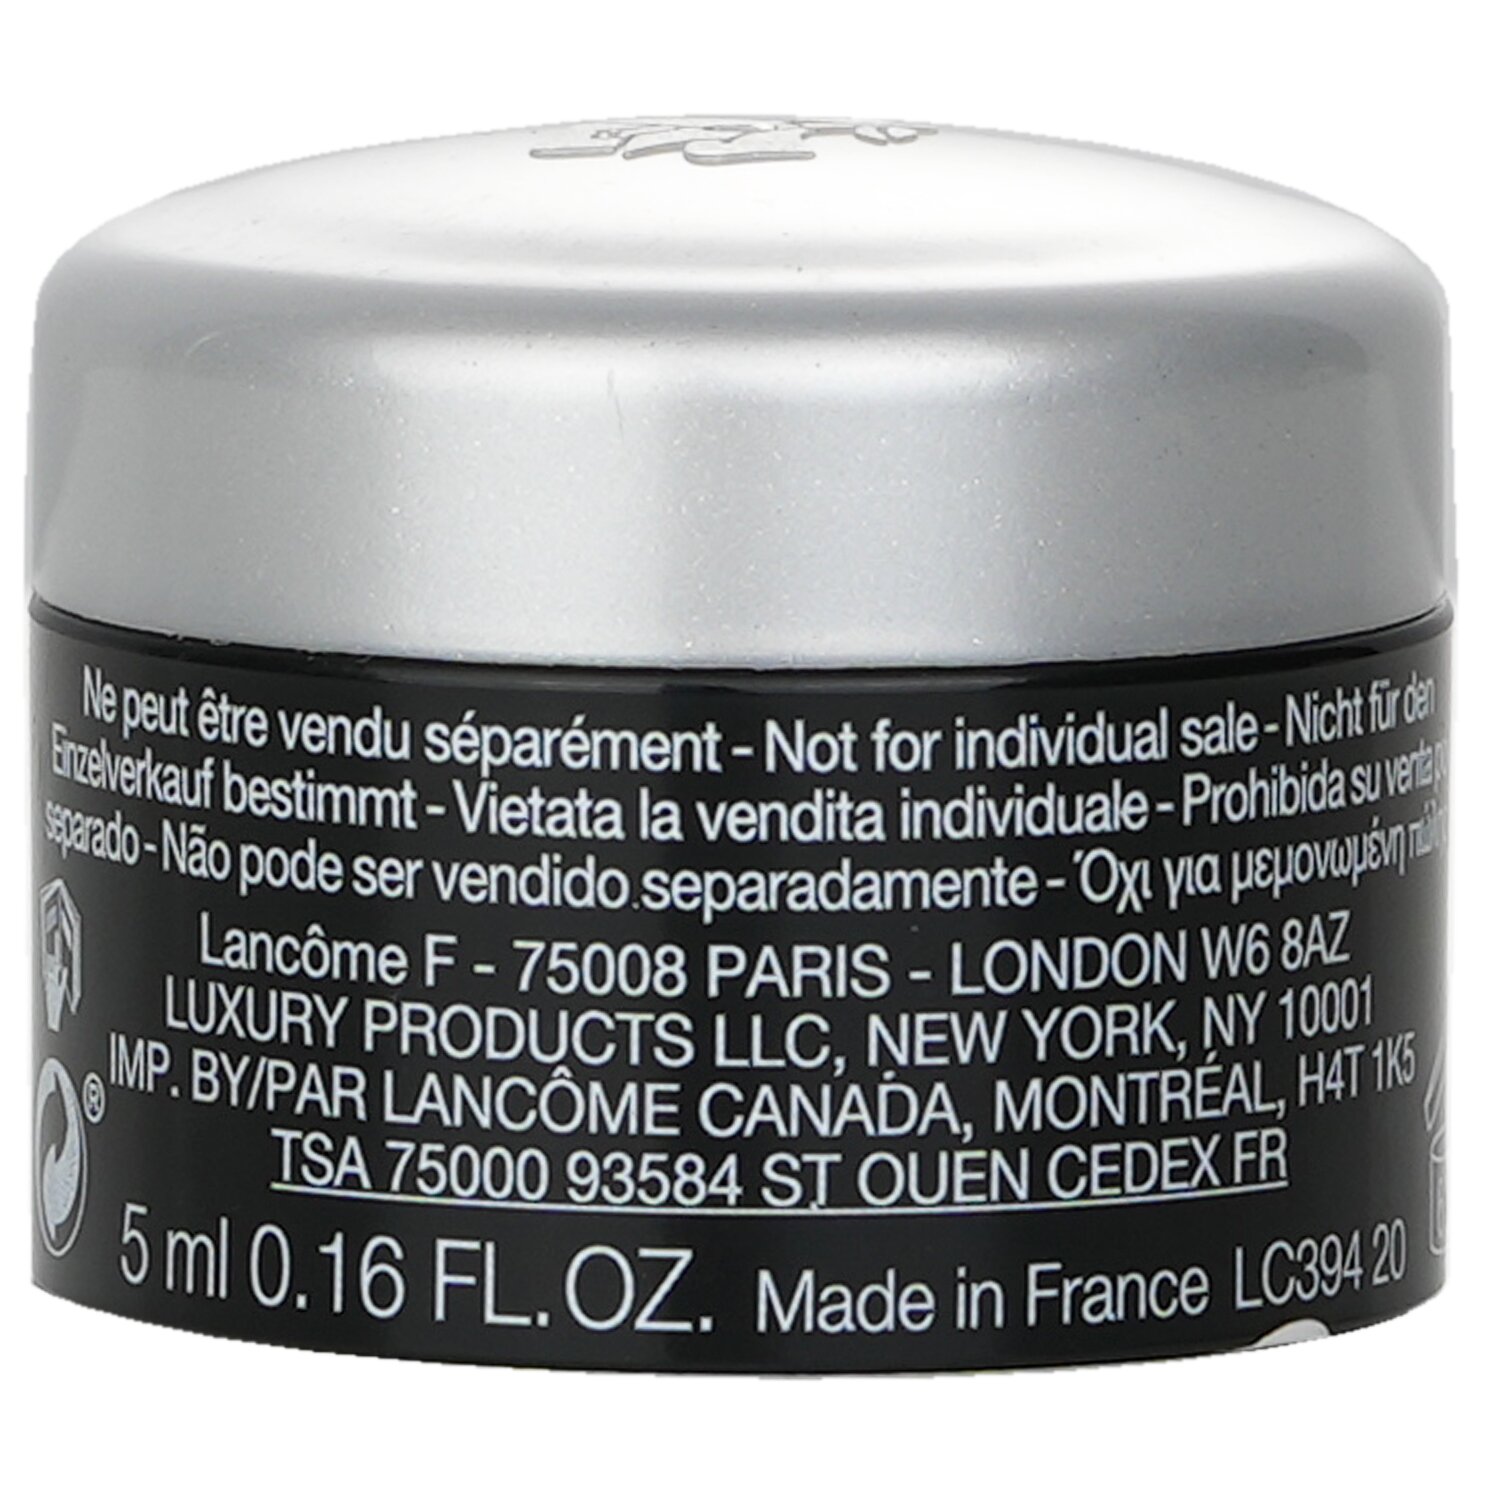 Ne peut être vendu séparément - Not for individual sale - Nicht für den
Einzelverkauf bestimmt - Vietata la vendita individuale - Prohibida su venta
separado - Não pode ser vendido separadamente - Όχι για μεμονωμένη
Lancôme F - 75008 PARIS - LONDON W6 8AZ
LUXURY PRODUCTS LLC, NEW YORK, NY 10001
IMP. BY/PAR LANCÔME CANADA, MONTRÉAL, H4T 1K5
®
TSA 75000 93584 ST OUEN CEDEX FR
5 ml 0.16 FL. OZ. Made in France LC394 20